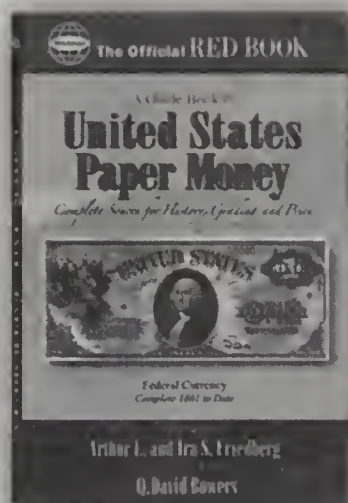 The Official RED BOOK
A Guide Book of
United States
Paper Money
Complete Source for History, Grading and Price
UNITED STATES
Federal Currency
Complete 1861 to Date
Arthur L. and Ira S. Friedberg
Q. David Bowers